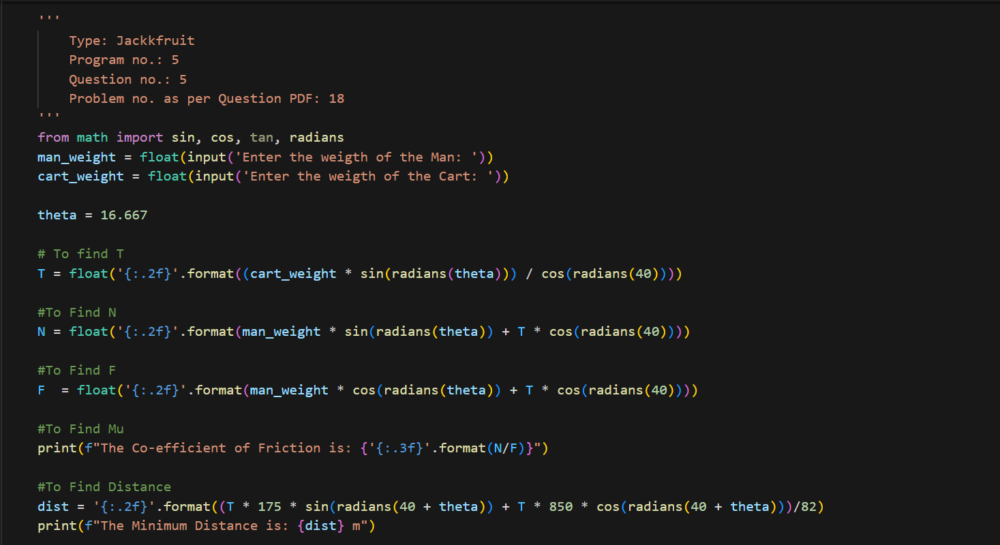 '''
    Type: Jackkfruit
    Program no.: 5
    Question no.: 5
    Problem no. as per Question PDF: 18
'''
from math import sin, cos, tan, radians
man_weight = float(input('Enter the weigth of the Man: '))
cart_weight = float(input('Enter the weigth of the Cart: '))

theta = 16.667

# To find T
T = float('{:.2f}'.format((cart_weight * sin(radians(theta))) / cos(radians(40))))

#To Find N
N = float('{:.2f}'.format(man_weight * sin(radians(theta)) + T * cos(radians(40))))

#To Find F
F  = float('{:.2f}'.format(man_weight * cos(radians(theta)) + T * cos(radians(40))))

#To Find Mu
print(f"The Co-efficient of Friction is: {'{:.3f}'.format(N/F)}")

#To Find Distance
dist = '{:.2f}'.format((T * 175 * sin(radians(40 + theta)) + T * 850 * cos(radians(40 + theta)))/82)
print(f"The Minimum Distance is: {dist} m")